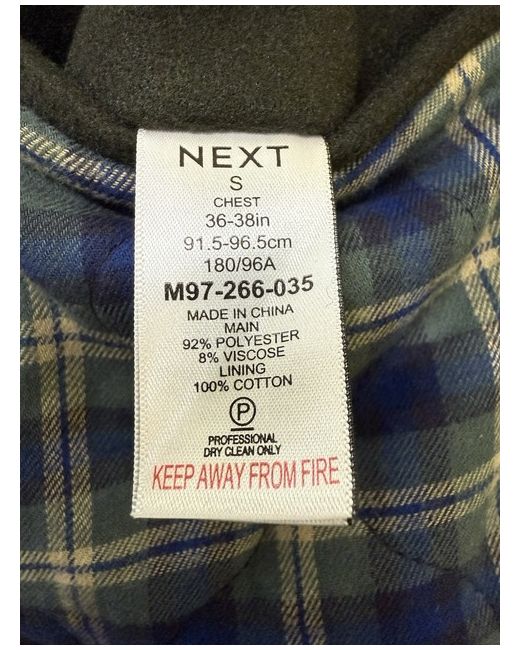 NEXT
S
CHEST
36-38in
91.5-96.5cm
180/96A
M97-266-035
MADE IN CHINA
MAIN
92% POLYESTER
8% VISCOSE
LINING
100% COTTON
P
PROFESSIONAL
DRY CLEAN ONLY
KEEP AWAY FROM FIRE